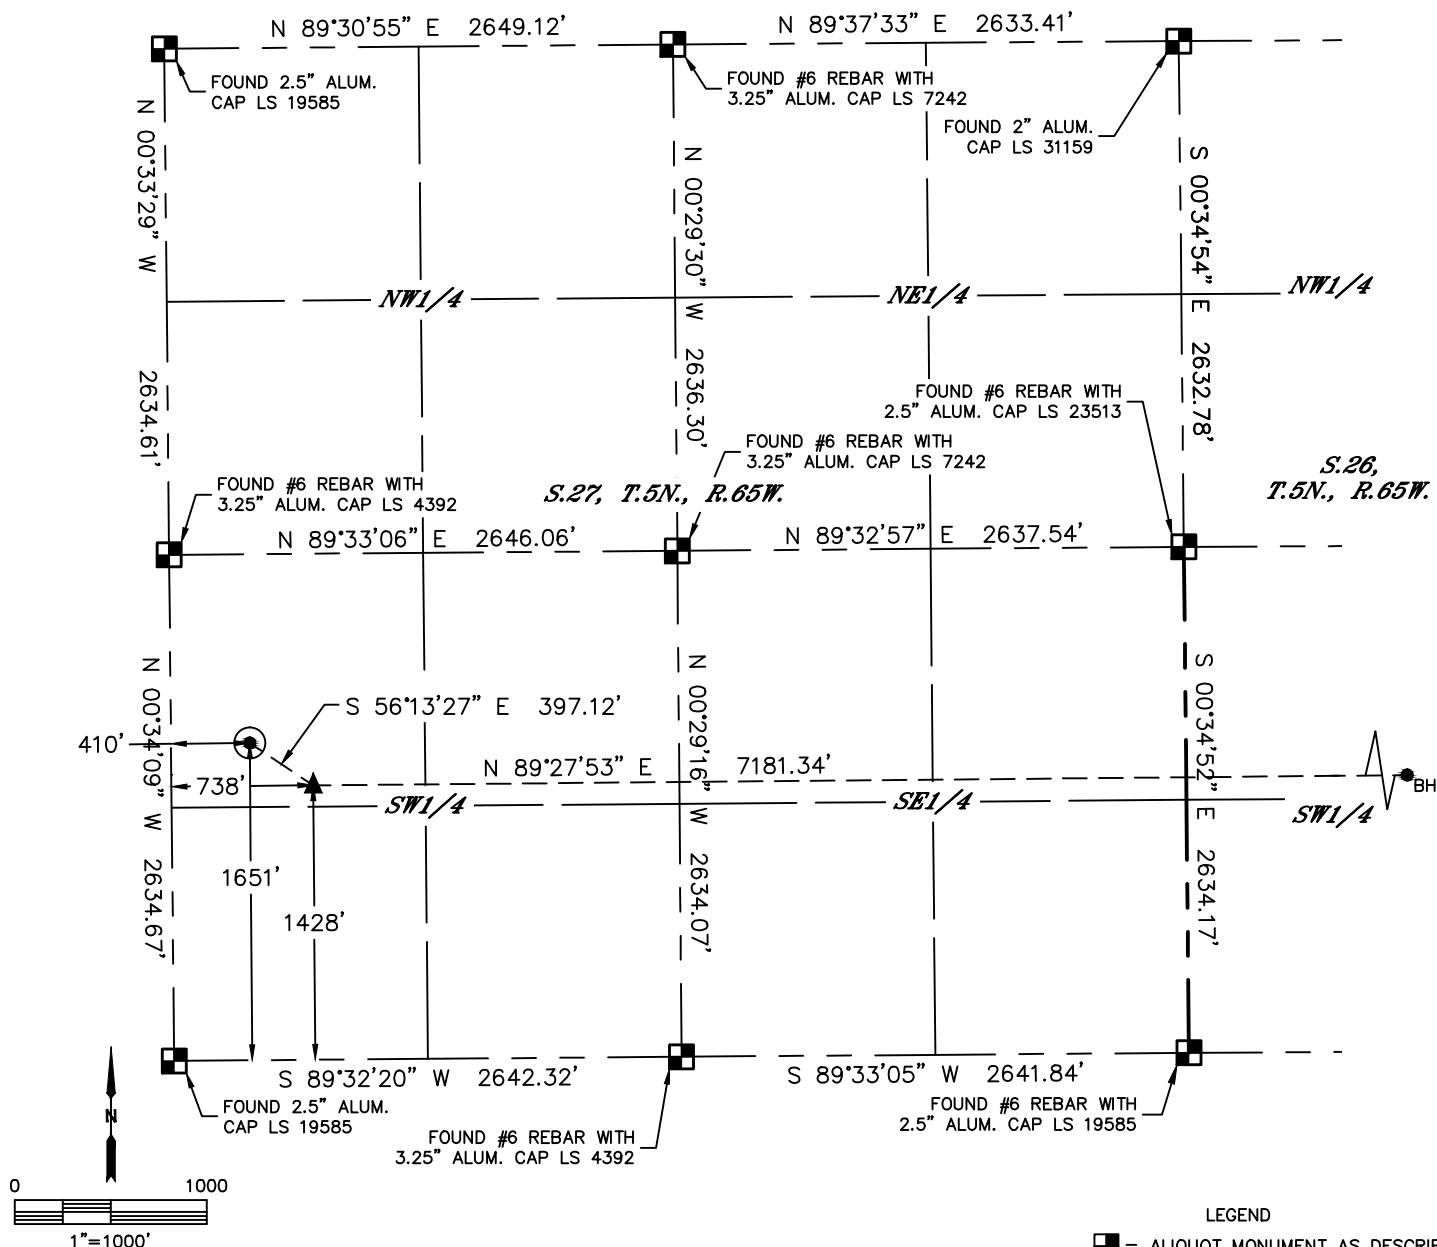 N 89°30'55" E 2649.12'
N 89°37'33" E 2633.41'
FOUND 2.5" ALUM.
CAP LS 19585
FOUND #6 REBAR WITH
3.25" ALUM. CAP LS 7242
FOUND 2" ALUM.
CAP LS 31159
N 00°33'29" W 2634.61'
N 00°29'30" W 2636.30'
S 00°34'54" E 2632.78'
NW1/4
NE1/4
NW1/4
FOUND #6 REBAR WITH
2.5" ALUM. CAP LS 23513
FOUND #6 REBAR WITH
3.25" ALUM. CAP LS 7242
FOUND #6 REBAR WITH
3.25" ALUM. CAP LS 4392
S.27, T.5N., R.65W.
S.26,
T.5N., R.65W.
N 89°33'06" E 2646.06'
N 89°32'57" E 2637.54'
N 00°34'09" W 2634.67'
N 00°29'16" W 2634.07'
S 00°34'52" E 2634.17'
S 56°13'27" E 397.12'
410'
N 89°27'53" E 7181.34'
738'
BH
SW1/4
SE1/4
SW1/4
1651'
1428'
S 89°32'20" W 2642.32'
S 89°33'05" W 2641.84'
FOUND 2.5" ALUM.
CAP LS 19585
FOUND #6 REBAR WITH
3.25" ALUM. CAP LS 4392
FOUND #6 REBAR WITH
2.5" ALUM. CAP LS 19585
N
0 1000
1"=1000'
LEGEND
= ALIQUOT MONUMENT AS DESCRIE